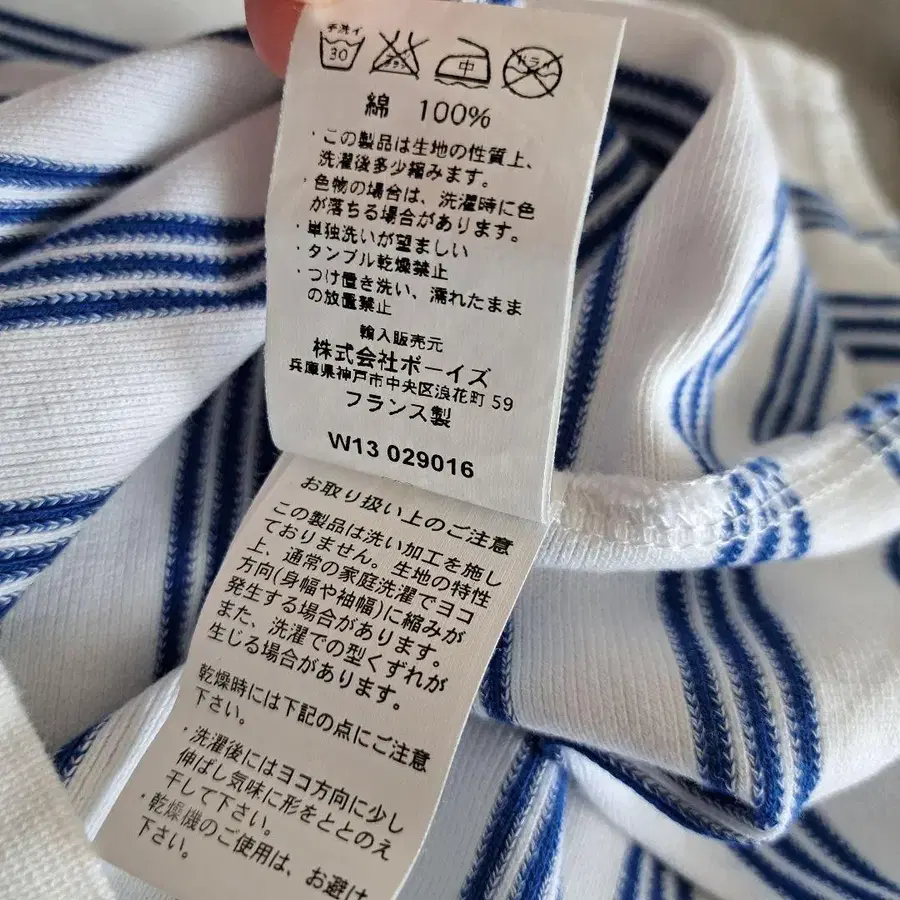 手洗イ
30
中
ドライ
綿 100%
・この製品は生地の性質上、
洗濯後多少縮みます。
・色物の場合は、洗濯時に色
が落ちる場合があります。
・単独洗いが望ましい
・タンブル乾燥禁止
・つけ置き洗い、濡れたまま
の放置禁止
輸入販売元
株式会社ボーイズ
兵庫県神戸市中央区浪花町 59
フランス製
W13 029016
お取り扱い上のご注意
この製品は洗い加工を施し
ておりません。生地の特性
上、通常の家庭洗濯でヨコ
方向(身幅や袖幅)に縮みが
発生する場合があります。
また、洗濯での型くずれが
生じる場合があります。
乾燥時には下記の点にご注意
下さい。
・洗濯後にはヨコ方向に少し
伸ばし気味に形をととのえ
干して下さい。
・乾燥機のご使用は、お避け
下さい。